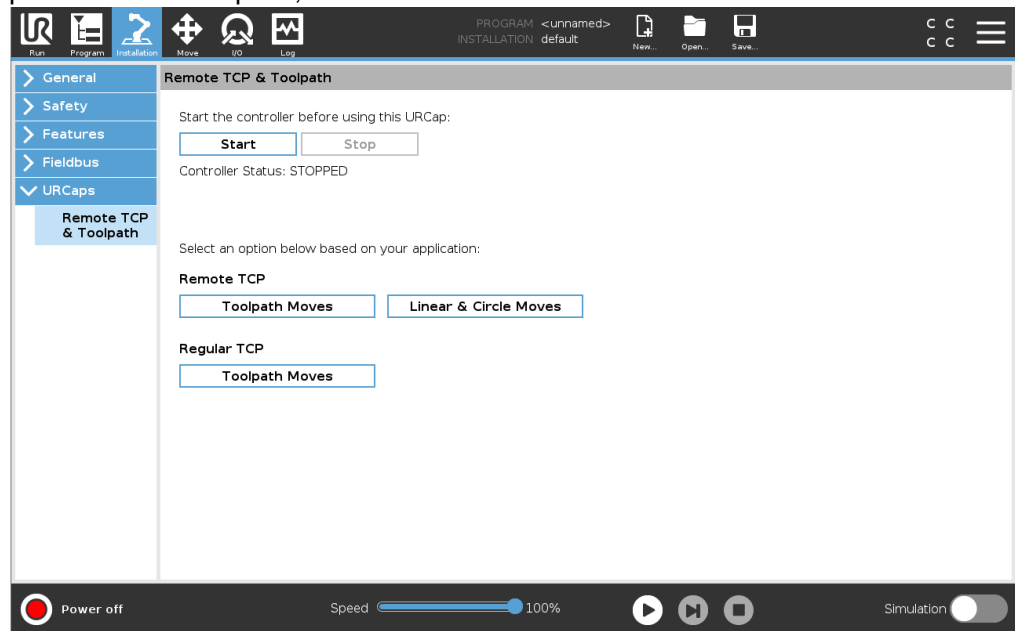 UR
PROGRAM <unnamed>
INSTALLATION default
C C
C C
Run Program Installation Move I/O Log New... Open... Save...
General
Safety
Features
Fieldbus
URCaps
Remote TCP
& Toolpath
Remote TCP & Toolpath
Start the controller before using this URCap:
Start Stop
Controller Status: STOPPED
Select an option below based on your application:
Remote TCP
Toolpath Moves Linear & Circle Moves
Regular TCP
Toolpath Moves
Power off Speed 100% Simulation